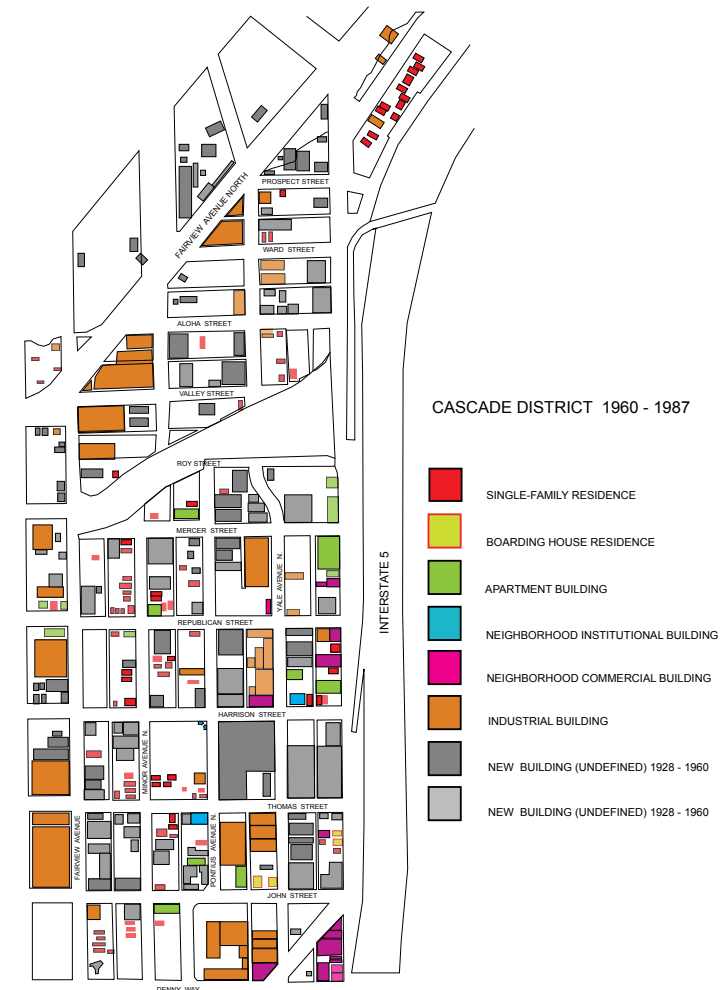 PROSPECT STREET
FAIRVIEW AVENUE NORTH
WARD STREET
ALOHA STREET
VALLEY STREET
CASCADE DISTRICT 1960 - 1987
ROY STREET
SINGLE-FAMILY RESIDENCE
MERCER STREET
BOARDING HOUSE RESIDENCE
YALE AVENUE N.
INTERSTATE 5
APARTMENT BUILDING
REPUBLICAN STREET
NEIGHBORHOOD INSTITUTIONAL BUILDING
NEIGHBORHOOD COMMERCIAL BUILDING
HARRISON STREET
INDUSTRIAL BUILDING
MINOR AVENUE N.
NEW BUILDING (UNDEFINED) 1928 - 1960
THOMAS STREET
NEW BUILDING (UNDEFINED) 1928 - 1960
FAIRVIEW AVENUE
PONTIUS AVENUE N.
JOHN STREET
DENNY WAY